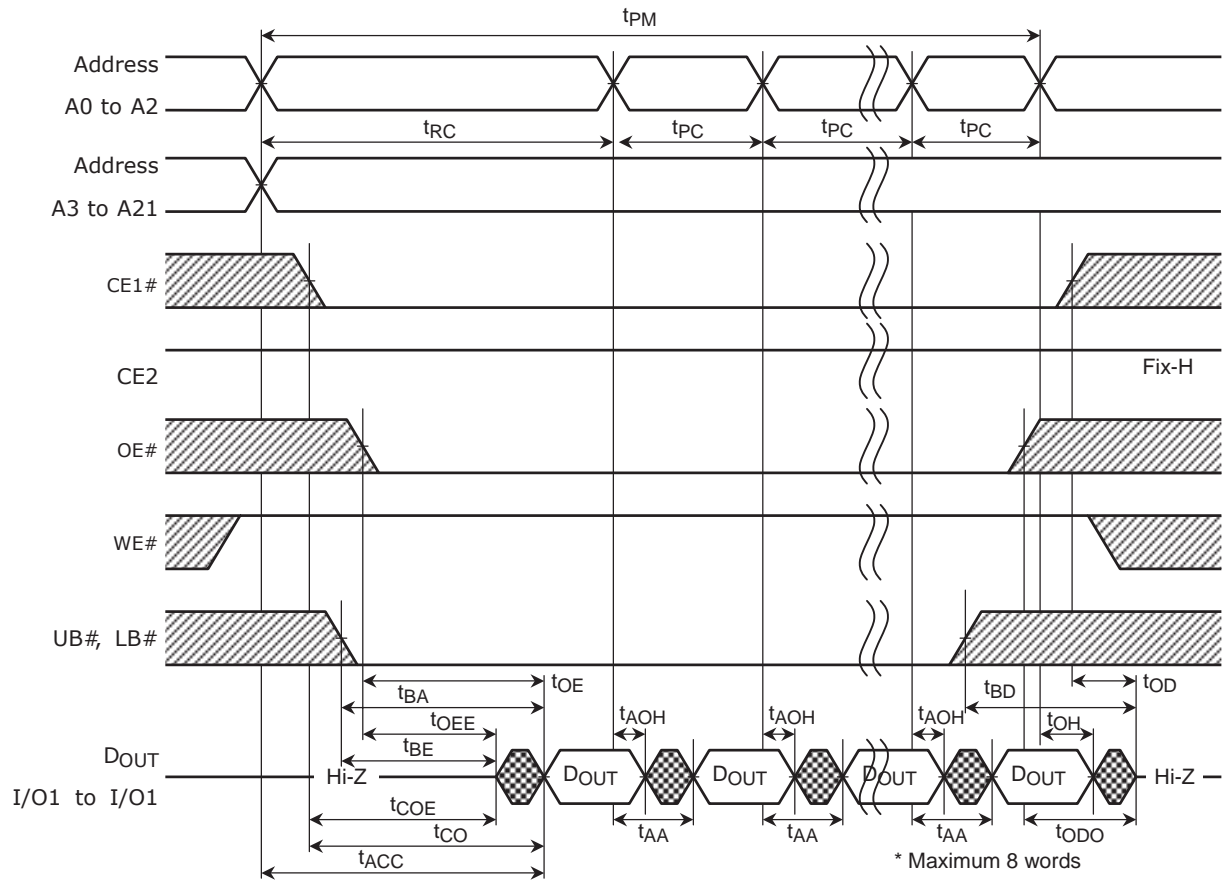 tPM
Address
A0 to A2
tRC
tPC
tPC
tPC
Address
A3 to A21
CE1#
CE2
Fix-H
OE#
WE#
UB#, LB#
tOE
tOD
tBA
tBD
tOEE
tAOH
tAOH
tAOH
tOH
tBE
DOUT
I/O1 to I/O1
Hi-Z
DOUT
DOUT
DOUT
DOUT
Hi-Z
tCOE
tCO
tAA
tAA
tAA
tODO
tACC
* Maximum 8 words